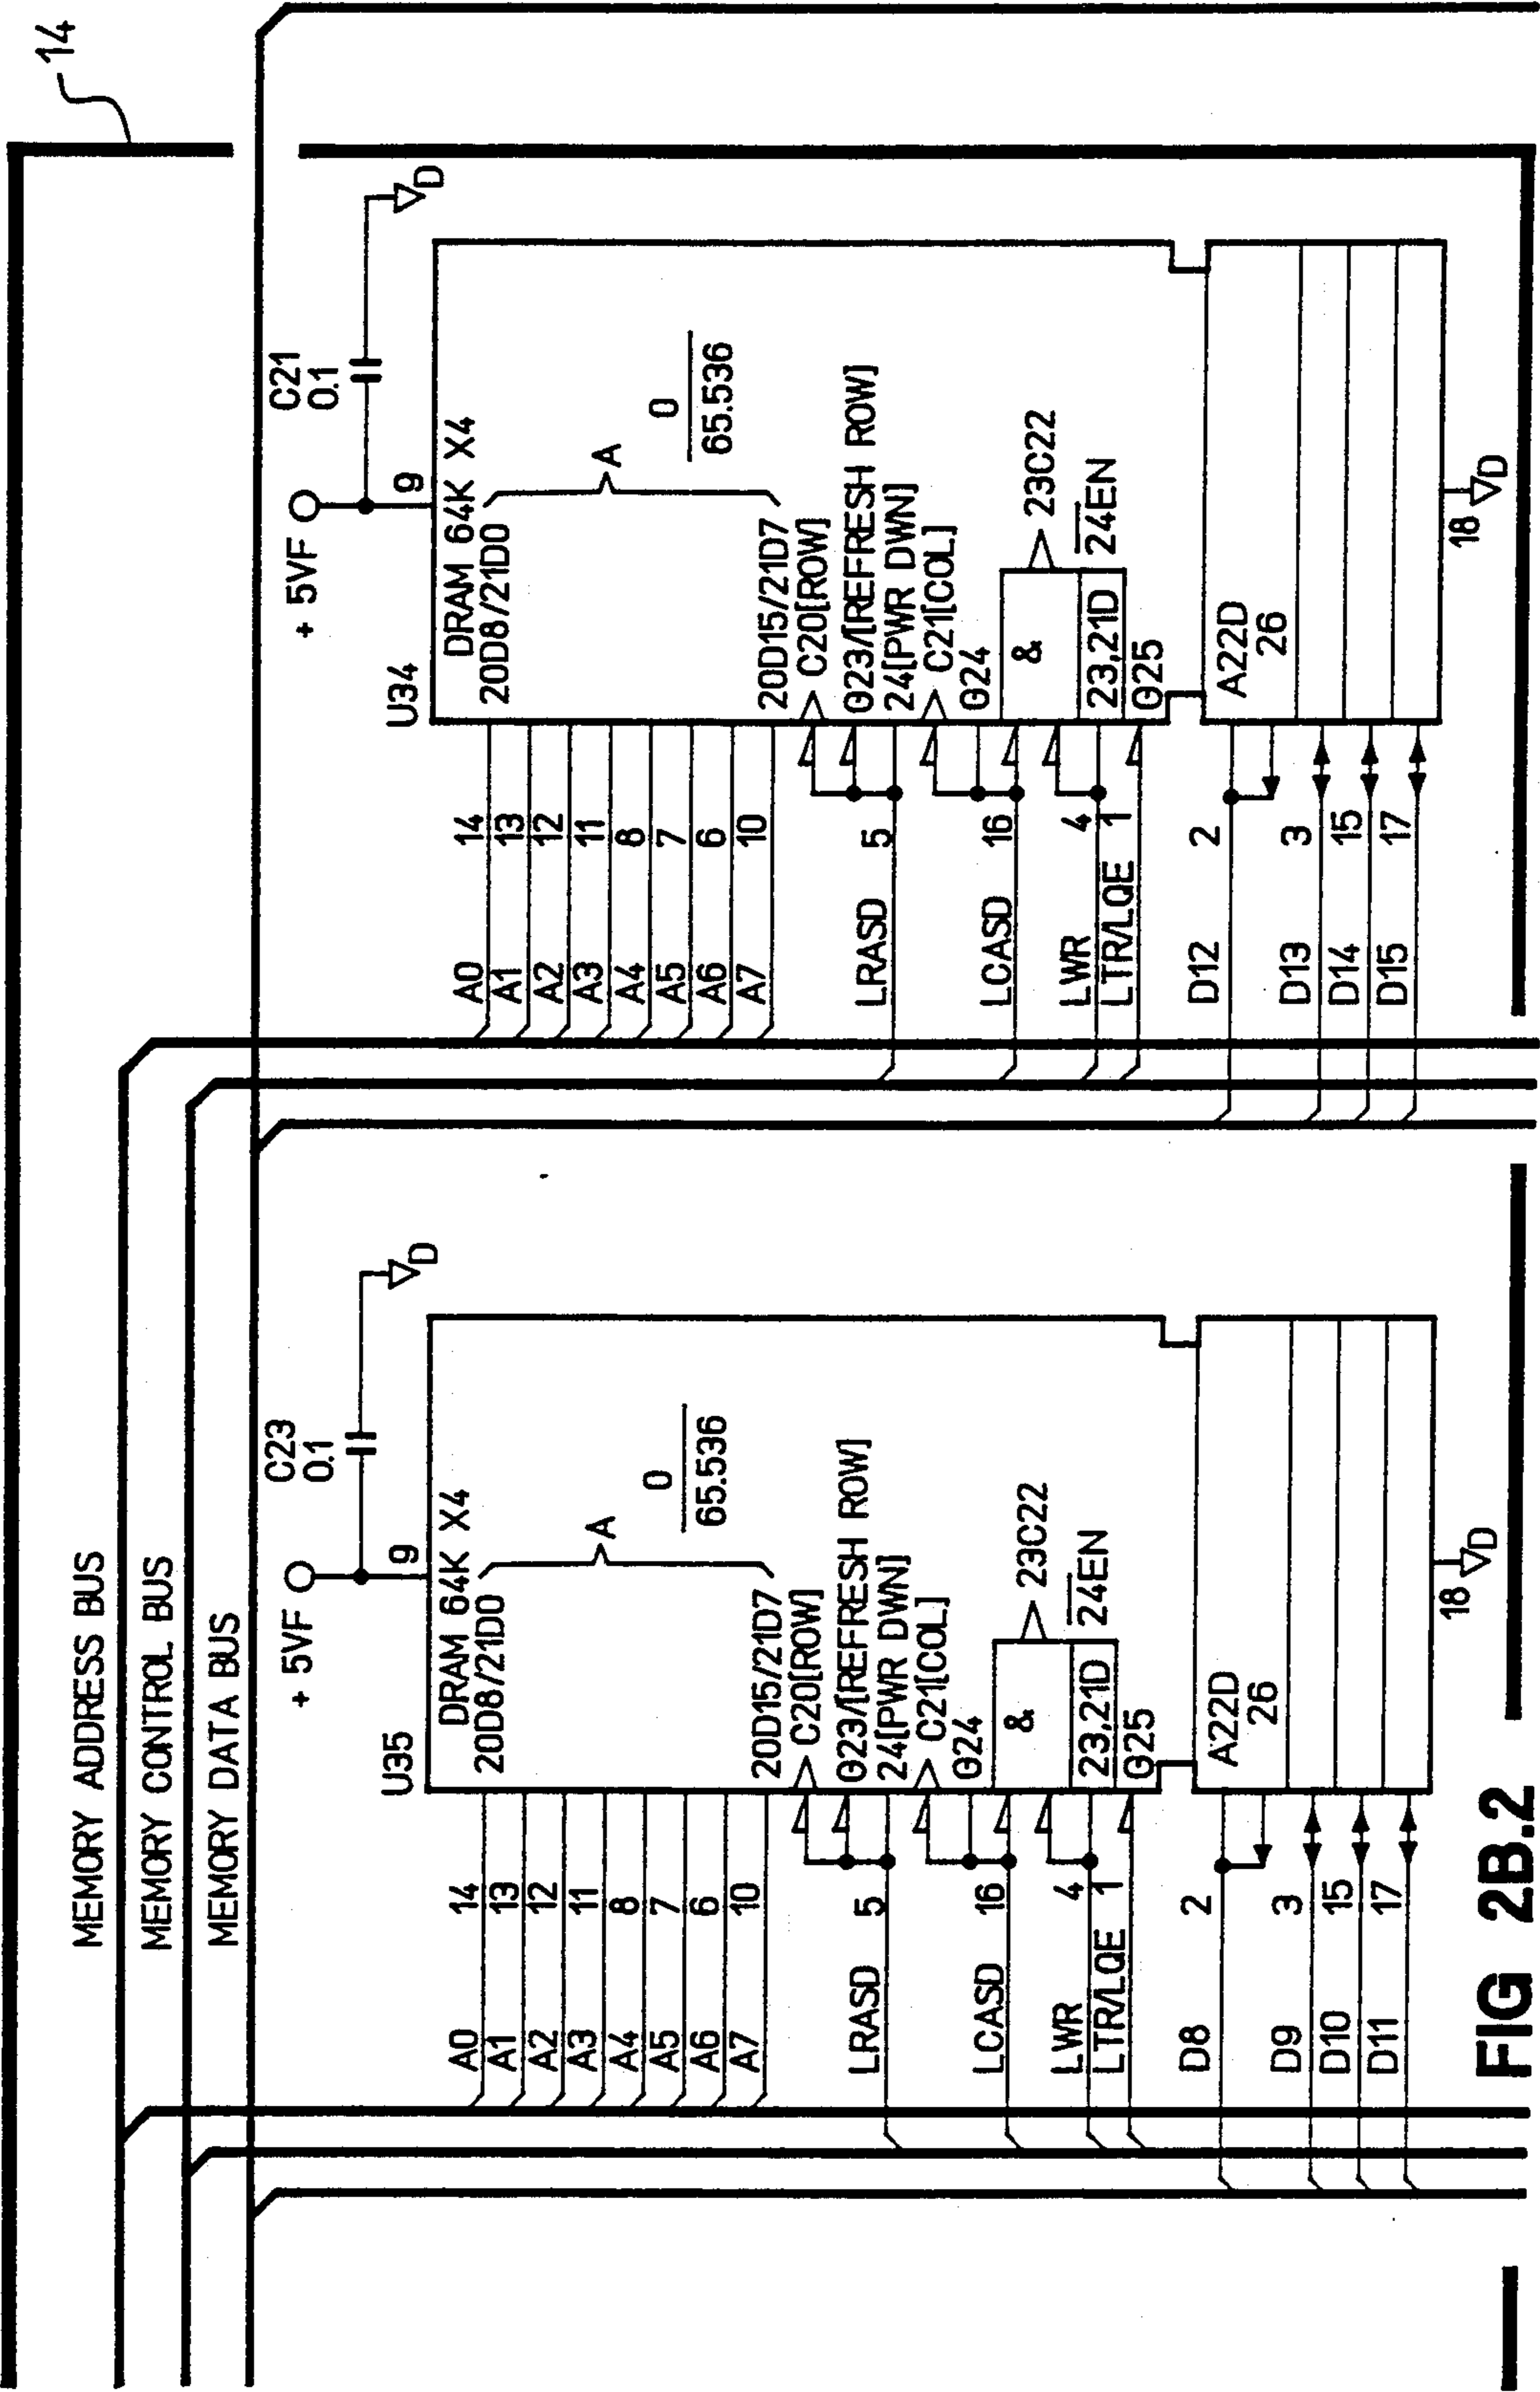 14
MEMORY ADDRESS BUS
MEMORY CONTROL BUS
MEMORY DATA BUS
+ 5VF
C23
0.1
D
9
U35
DRAM 64K X4
20D8/21D0
A
0
65.536
20D15/21D7
C20[ROW]
G23/[REFRESH ROW]
24[PWR DWN]
C21[COL]
G24
&
23C22
23,21D
24EN
G25
A22D
26
18
D
A0 14
A1 13
A2 12
A3 11
A4 8
A5 7
A6 6
A7 10
LRASD 5
LCASD 16
LWR 4
LTR/LQE 1
D8 2
D9 3
D10 15
D11 17
+ 5VF
C21
0.1
D
9
U34
DRAM 64K X4
20D8/21D0
A
0
65.536
20D15/21D7
C20[ROW]
G23/[REFRESH ROW]
24[PWR DWN]
C21[COL]
G24
&
23C22
23,21D
24EN
G25
A22D
26
18
D
A0 14
A1 13
A2 12
A3 11
A4 8
A5 7
A6 6
A7 10
LRASD 5
LCASD 16
LWR 4
LTR/LQE 1
D12 2
D13 3
D14 15
D15 17
FIG 2B.2